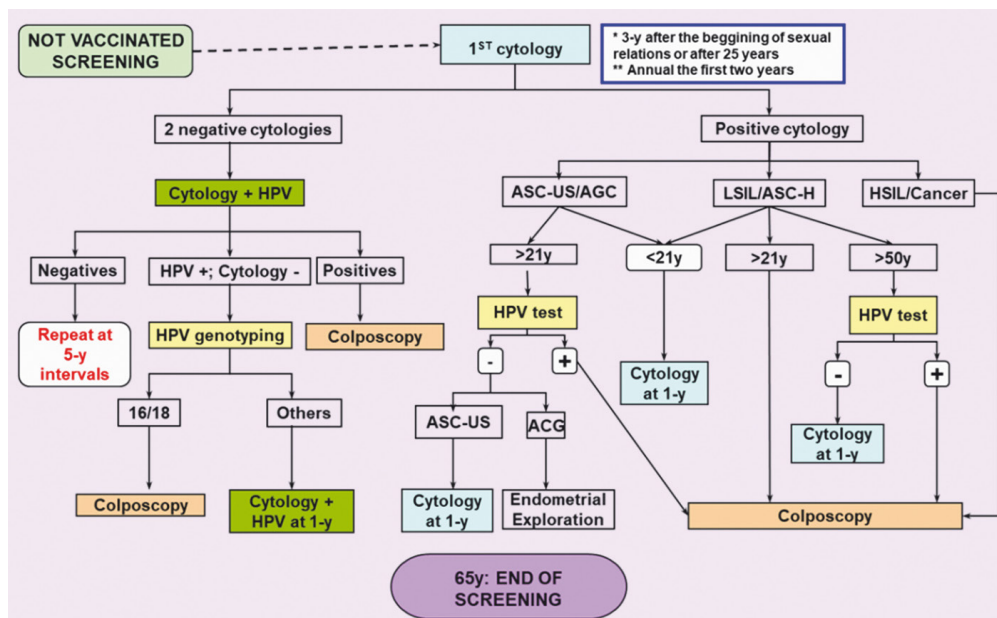 NOT VACCINATED
SCREENING
1ST cytology
* 3-y after the beggining of sexual
relations or after 25 years
** Annual the first two years
2 negative cytologies
Positive cytology
Cytology + HPV
ASC-US/AGC
LSIL/ASC-H
HSIL/Cancer
Negatives
HPV +; Cytology -
Positives
>21y
<21y
>21y
>50y
Repeat at
5-y
intervals
HPV genotyping
Colposcopy
HPV test
HPV test
-
+
Cytology
at 1-y
-
+
16/18
Others
ASC-US
ACG
Cytology
at 1-y
Colposcopy
Cytology +
HPV at 1-y
Cytology
at 1-y
Endometrial
Exploration
Colposcopy
65y: END OF
SCREENING